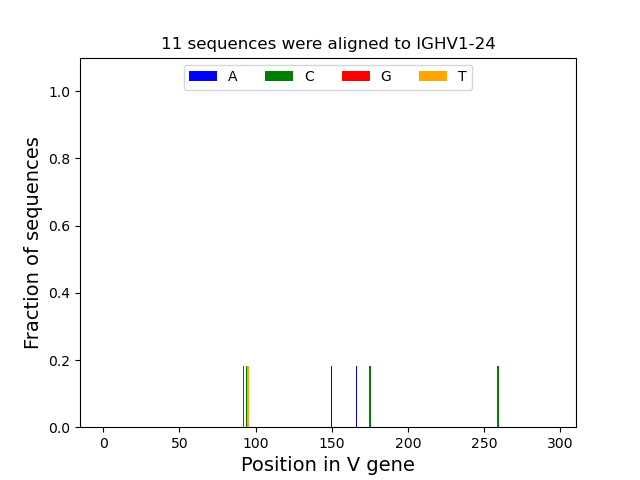 11 sequences were aligned to IGHV1-24
A C G T
1.0
0.8
0.6
0.4
0.2
0.0
Fraction of sequences
0 50 100 150 200 250 300
Position in V gene